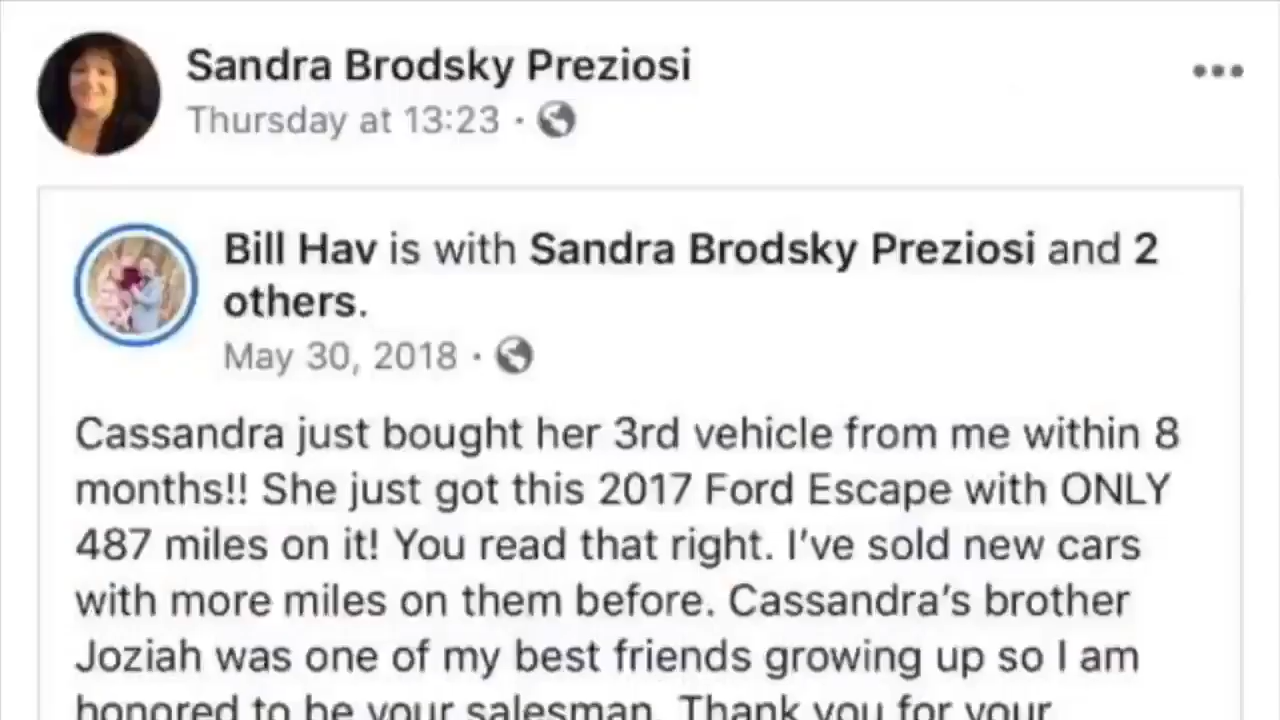 Sandra Brodsky Preziosi
Thursday at 13:23 ·
Bill Hav is with Sandra Brodsky Preziosi and 2
others.
May 30, 2018 ·
Cassandra just bought her 3rd vehicle from me within 8
months!! She just got this 2017 Ford Escape with ONLY
487 miles on it! You read that right. I’ve sold new cars
with more miles on them before. Cassandra’s brother
Joziah was one of my best friends growing up so I am
honored to be your salesman. Thank you for your